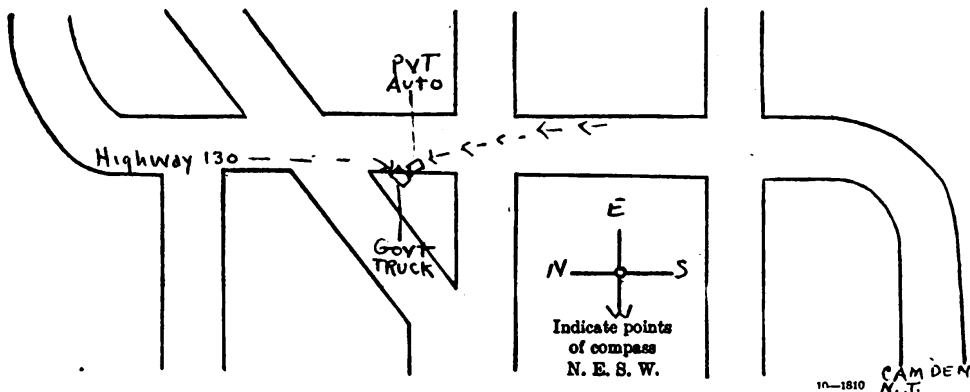 PVT
Auto
Highway 130
GOVT
TRUCK
E
N S
W
Indicate points
of compass
N. E. S. W.
10—1810
CAMDEN
N.J.